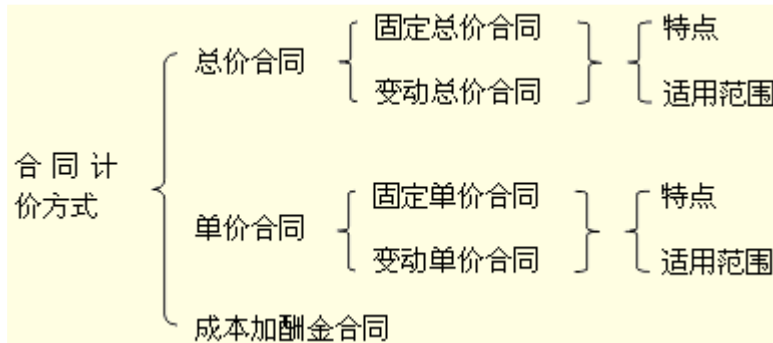 固定总价合同 特点
总价合同
变动总价合同 适用范围
合同计
价方式
固定单价合同 特点
单价合同
变动单价合同 适用范围
成本加酬金合同